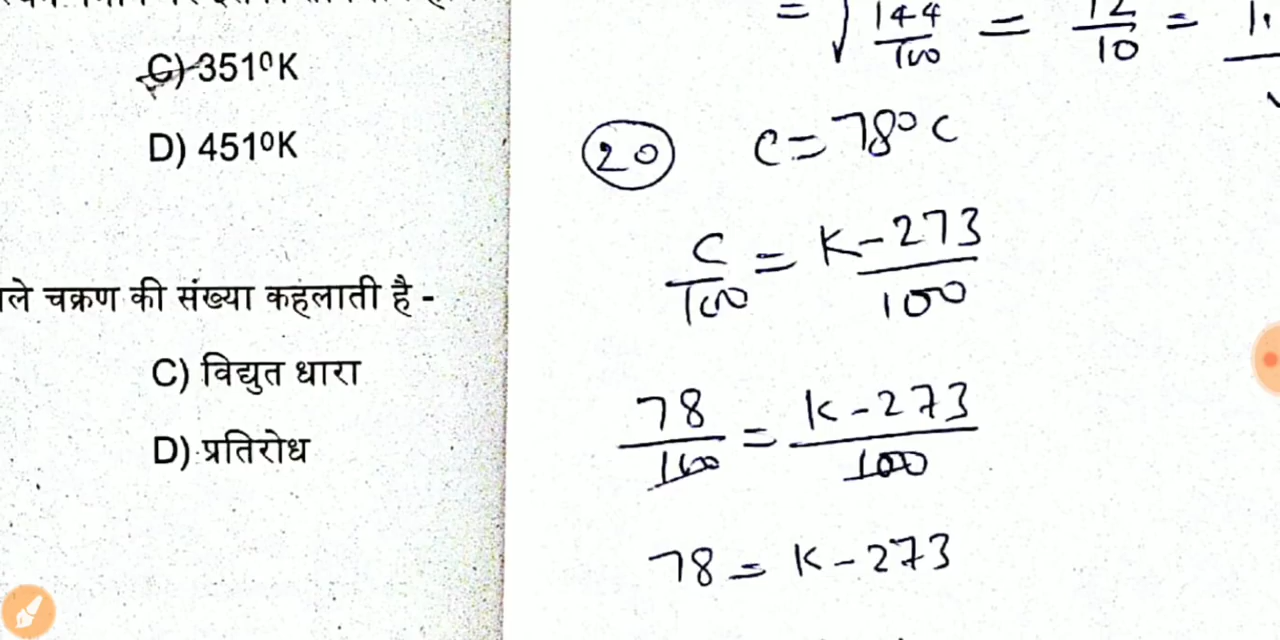 C) 351⁰K
D) 451⁰K
चक्रण की संख्या कहलाती है -
C) विद्युत धारा
D) प्रतिरोध
= √144/100 = 12/10 =
20 C = 78°C
C/100 = K-273/100
78/100 = K-273/100
78 = K-273